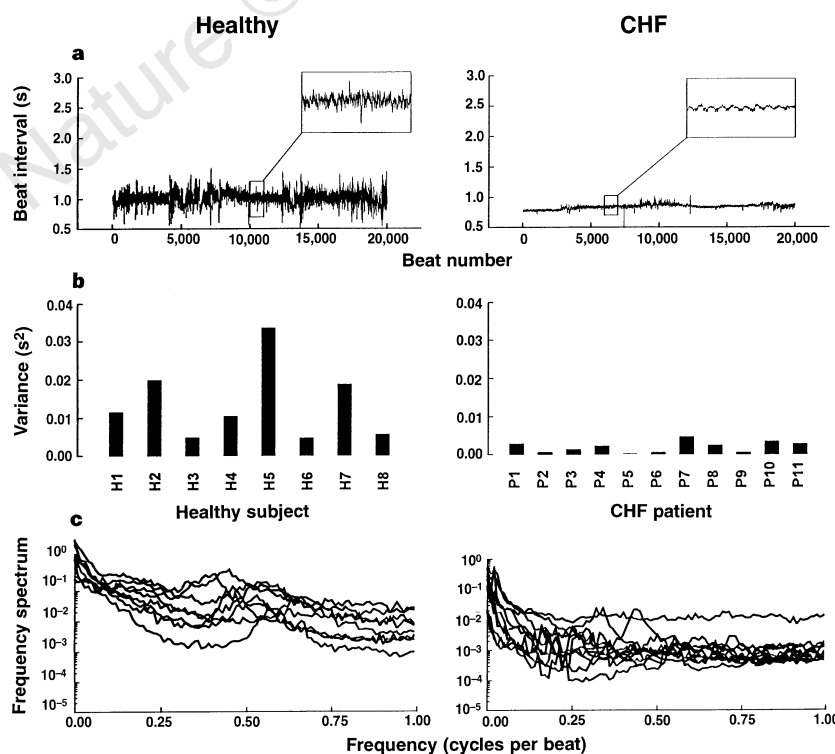 Nature ©
Healthy
CHF
a
3.0
2.5
2.0
1.5
1.0
0.5
0
5,000
10,000
15,000
20,000
3.0
2.5
2.0
1.5
1.0
0.5
0
5,000
10,000
15,000
20,000
Beat interval (s)
Beat number
b
0.04
0.03
0.02
0.01
0.00
H1
H2
H3
H4
H5
H6
H7
H8
0.04
0.03
0.02
0.01
0.00
P1
P2
P3
P4
P5
P6
P7
P8
P9
P10
P11
Variance (s²)
Healthy subject
CHF patient
c
10⁰
10⁻¹
10⁻²
10⁻³
10⁻⁴
10⁻⁵
0.00
0.25
0.50
0.75
1.00
10⁰
10⁻¹
10⁻²
10⁻³
10⁻⁴
10⁻⁵
0.00
0.25
0.50
0.75
1.00
Frequency spectrum
Frequency (cycles per beat)